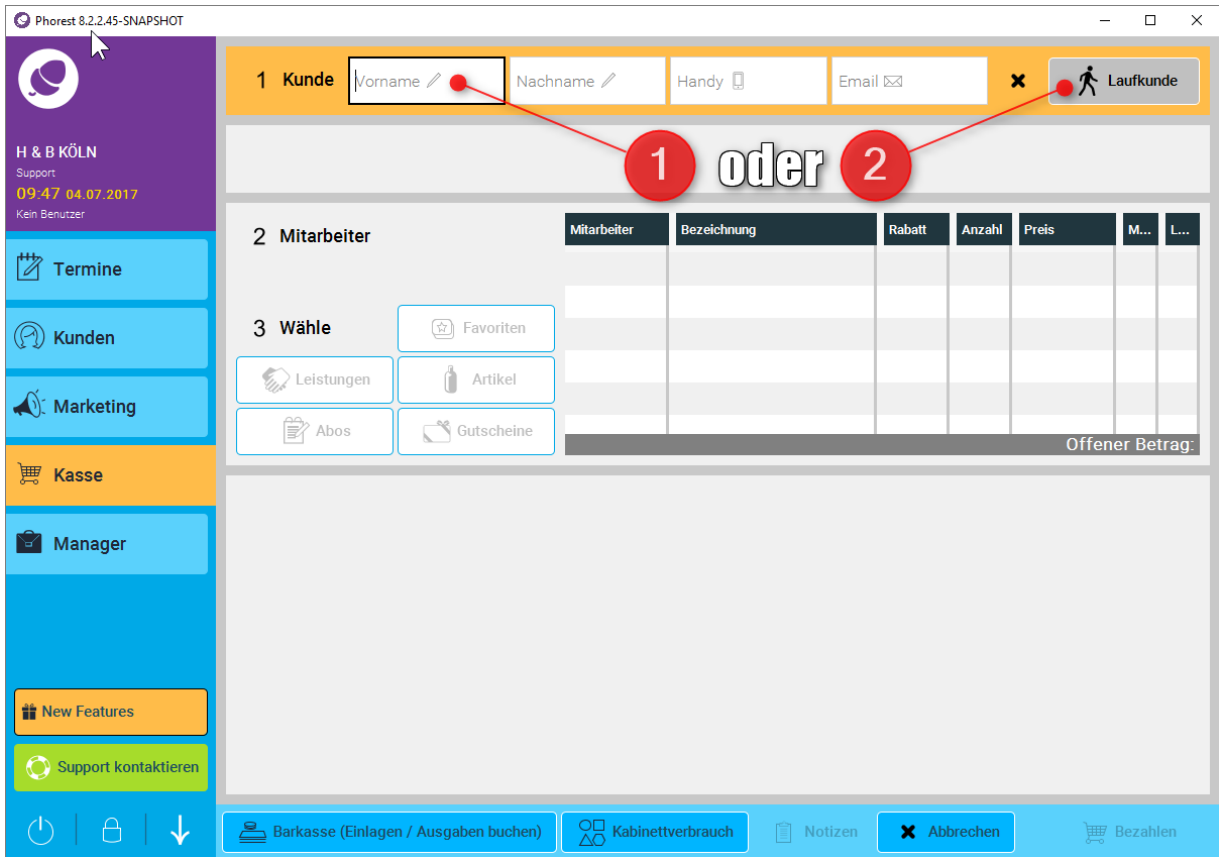 Phorest 8.2.2.45-SNAPSHOT
1 Kunde Vorname Nachname Handy Email Laufkunde
1 oder 2
H & B KÖLN
Support
09:47 04.07.2017
Kein Benutzer
Termine
Kunden
Marketing
Kasse
Manager
New Features
Support kontaktieren
2 Mitarbeiter
3 Wähle
Favoriten
Leistungen Artikel
Abos Gutscheine
Mitarbeiter Bezeichnung Rabatt Anzahl Preis M... L...
Offener Betrag:
Barkasse (Einlagen / Ausgaben buchen) Kabinettverbrauch Notizen Abbrechen Bezahlen